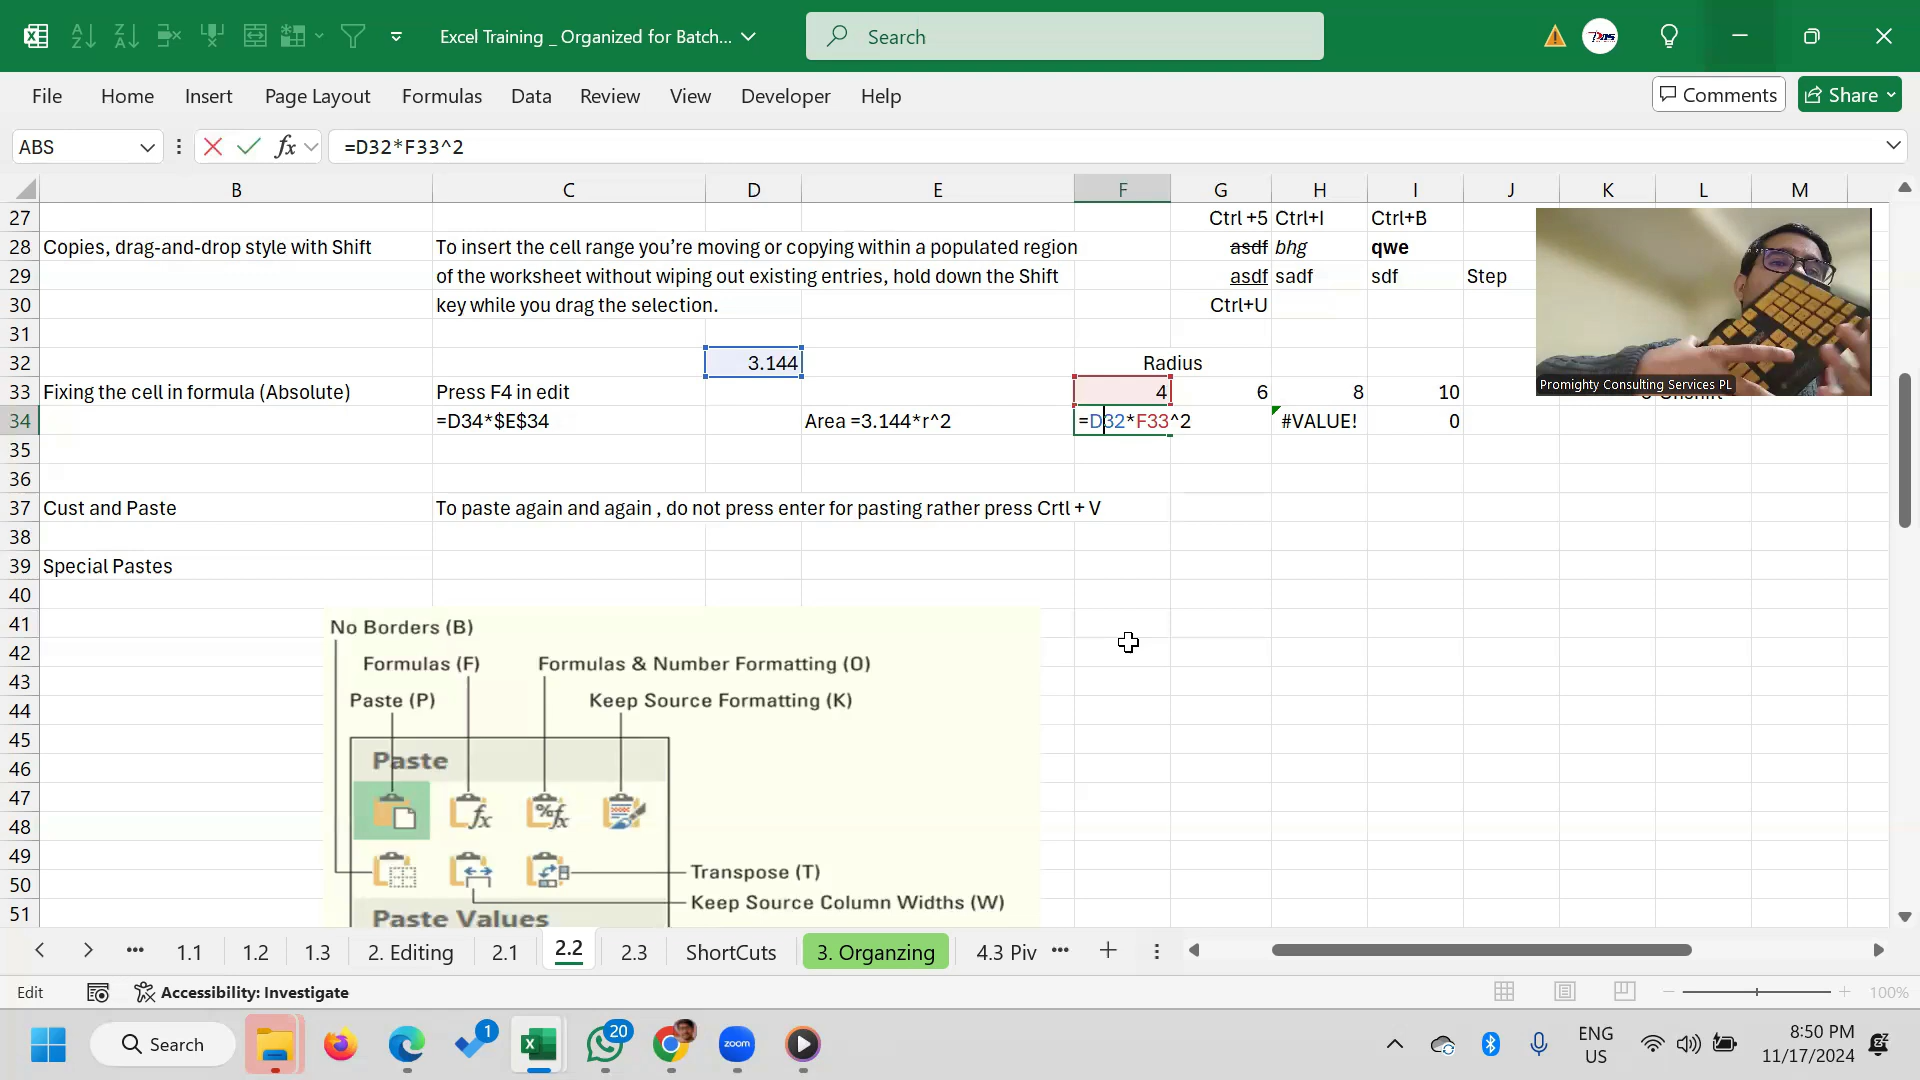 Excel Training _ Organized for Batch...
Search
File Home Insert Page Layout Formulas Data Review View Developer Help
Comments Share
ABS fx =D32*F33^2
B C D E F G H I J K L M
27 Ctrl +5 Ctrl+I Ctrl+B
28 Copies, drag-and-drop style with Shift To insert the cell range you're moving or copying within a populated region asdf bhg qwe
29 of the worksheet without wiping out existing entries, hold down the Shift asdf sadf sdf Step
30 key while you drag the selection. Ctrl+U
31
32 3.144 Radius
33 Fixing the cell in formula (Absolute) Press F4 in edit 4 6 8 10
34 =D34*$E$34 Area =3.144*r^2 =D32*F33^2 #VALUE! 0
35
36
37 Cust and Paste To paste again and again , do not press enter for pasting rather press Crtl + V
38
39 Special Pastes
40
41
42
43
44
45
46
47
48
49
50
51
Promighty Consulting Services PL
No Borders (B)
Formulas (F) Formulas & Number Formatting (O)
Paste (P) Keep Source Formatting (K)
Paste
fx %fx
Transpose (T)
Keep Source Column Widths (W)
Paste Values
1.1 1.2 1.3 2. Editing 2.1 2.2 2.3 ShortCuts 3. Organzing 4.3 Piv
Edit Accessibility: Investigate 100%
Search 1 20 zoom ENG 8:50 PM
US 11/17/2024